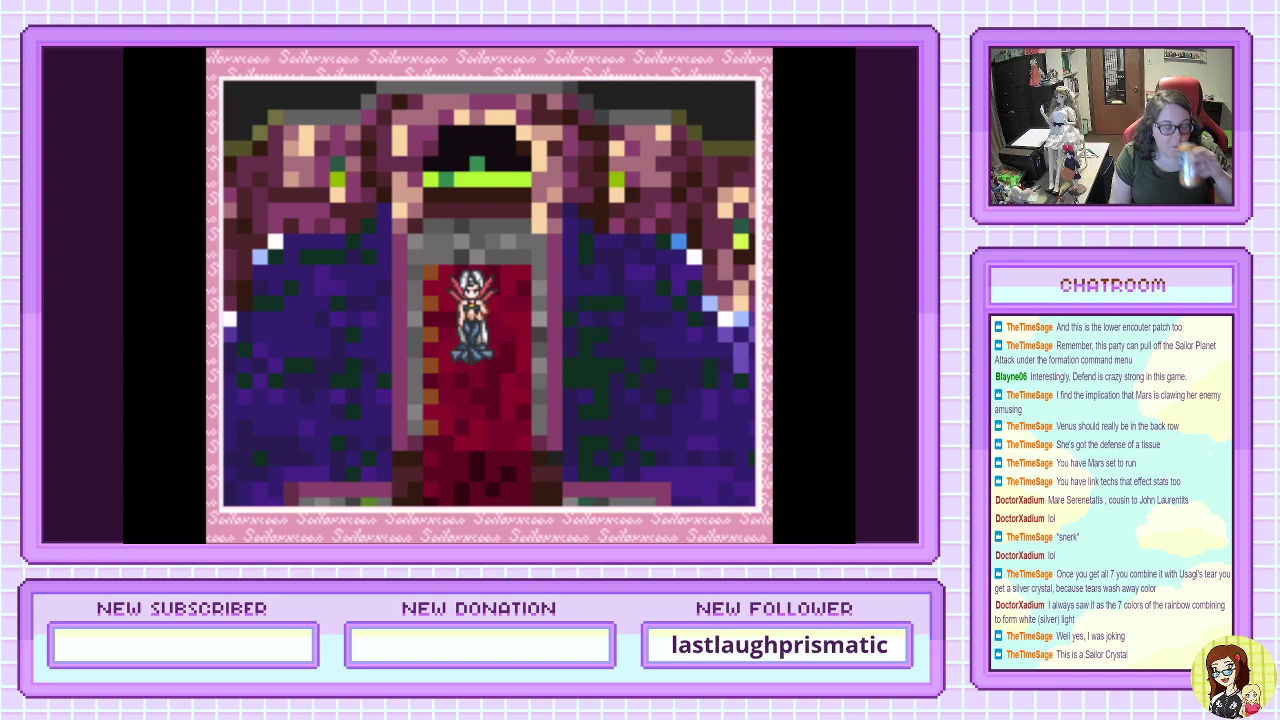 CHATROOM
TheTimeSage And this is the lower encouter patch too
TheTimeSage Remember, this party can pull off the Sailor Planet
Attack under the formation command menu
Blayne06 Interestingly, Defend is crazy strong in this game.
TheTimeSage I find the implication that Mars is clawing her enemy
amusing
TheTimeSage Venus should really be in the back row
TheTimeSage She's got the defense of a tissue
TheTimeSage You have Mars set to run
TheTimeSage You have link techs that effect stats too
DoctorXadium Mare Serenetatis , cousin to John Laurentits
DoctorXadium lol
TheTimeSage *snerk*
DoctorXadium lol
TheTimeSage Once you get all 7 you combine it with Usagi's tear you
get a silver crystal, because tears wash away color
DoctorXadium I always saw it as the 7 colors of the rainbow combining
to form white (silver) light
TheTimeSage Well yes, I was joking
TheTimeSage This is a Sailor Crystal
NEW SUBSCRIBER
NEW DONATION
NEW FOLLOWER
lastlaughprismatic